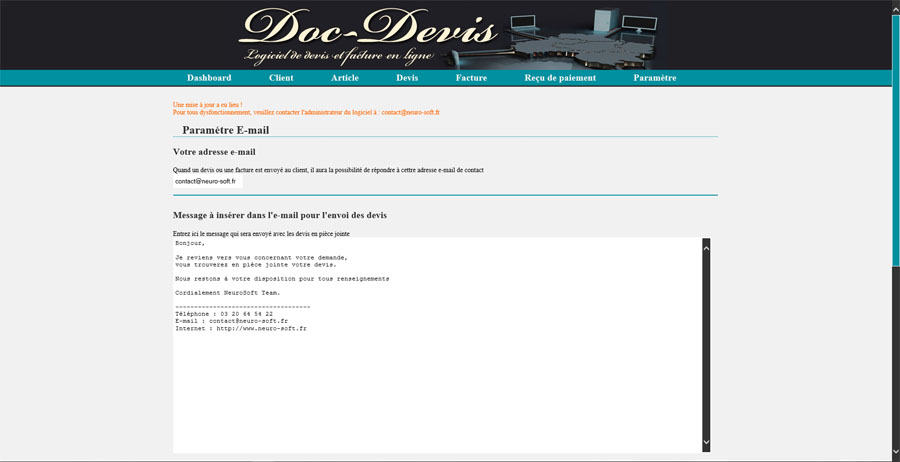 Doc-Devis
Logiciel de devis et facture en ligne
Dashboard Client Article Devis Facture Reçu de paiement Paramètre
Une mise à jour a eu lieu !
Pour tous dysfonctionnement, veuillez contacter l'administrateur du logiciel à : contact@neuro-soft.fr
Paramètre E-mail
Votre adresse e-mail
Quand un devis ou une facture est envoyé au client, il aura la possibilité de répondre à cettre adresse e-mail de contact
contact@neuro-soft.fr
Message à insérer dans l'e-mail pour l'envoi des devis
Entrez ici le message qui sera envoyé avec les devis en pièce jointe
Bonjour,
Je reviens vers vous concernant votre demande,
vous trouverez en pièce jointe votre devis.
Nous restons à votre disposition pour tous renseignements
Cordialement NeuroSoft Team.
------------------------------------
Téléphone : 03 20 64 54 22
E-mail : contact@neuro-soft.fr
Internet : http://www.neuro-soft.fr